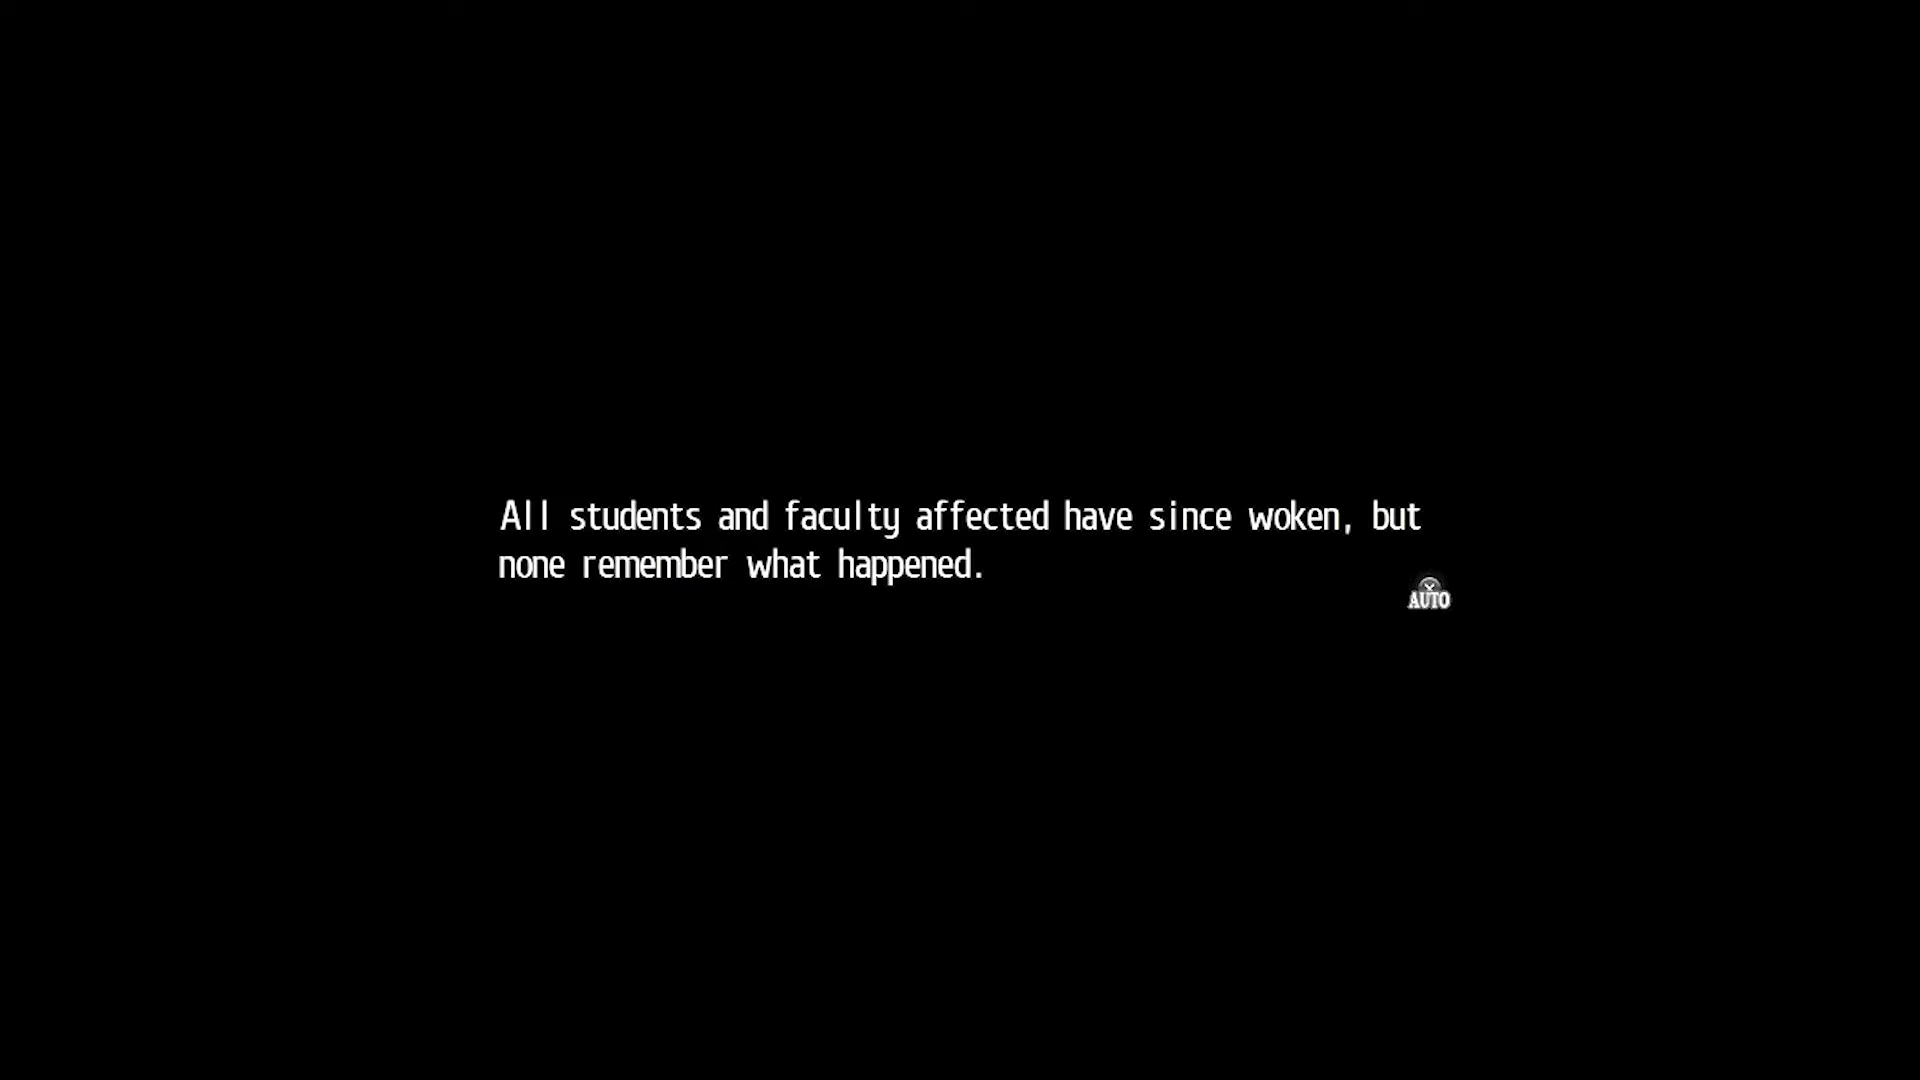 All students and faculty affected have since woken, but
none remember what happened.
AUTO